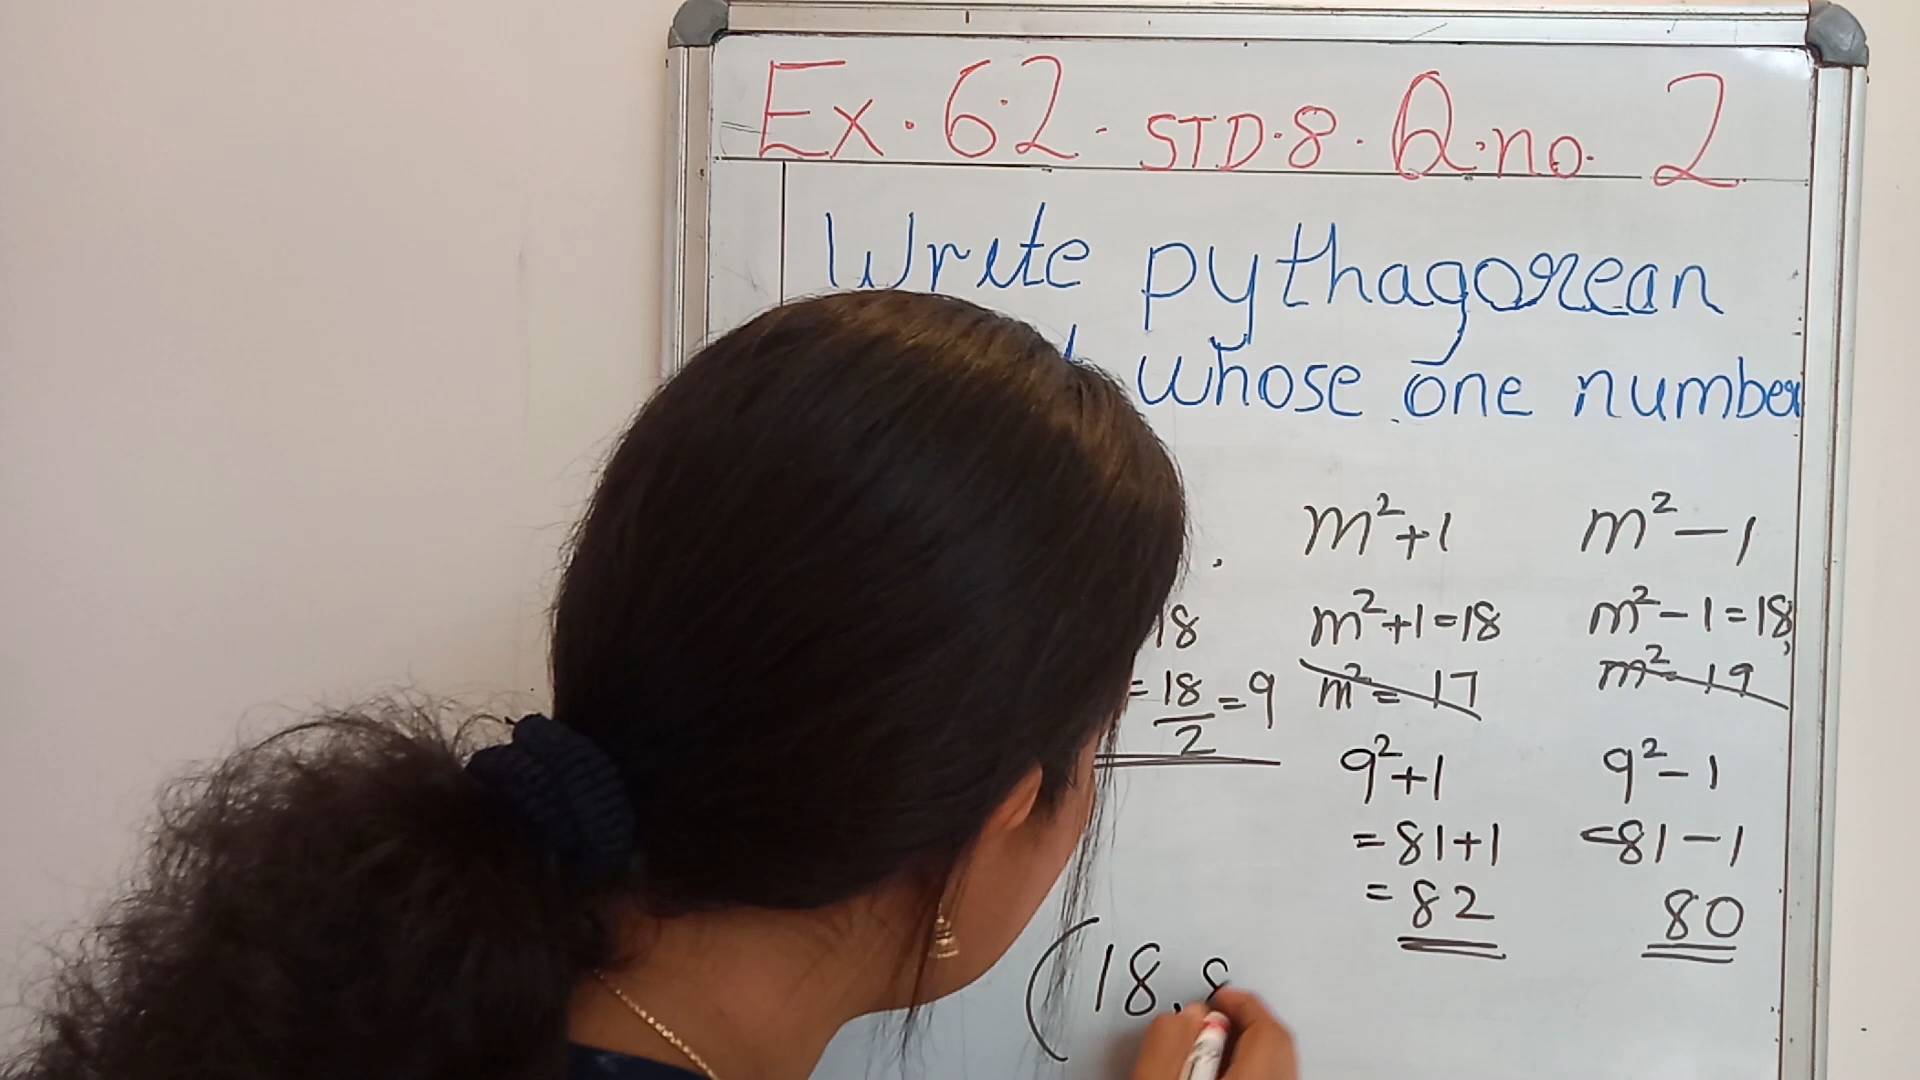 Ex. 6.2. STD.8. Q.no. 2
Write pythagorean
whose one number
m²+1 m²-1
18 m²+1=18 m²-1=18,
=18/2=9 m²= 17 m²= 19
9²+1 9²-1
=81+1 =81-1
=82 80
(18,8